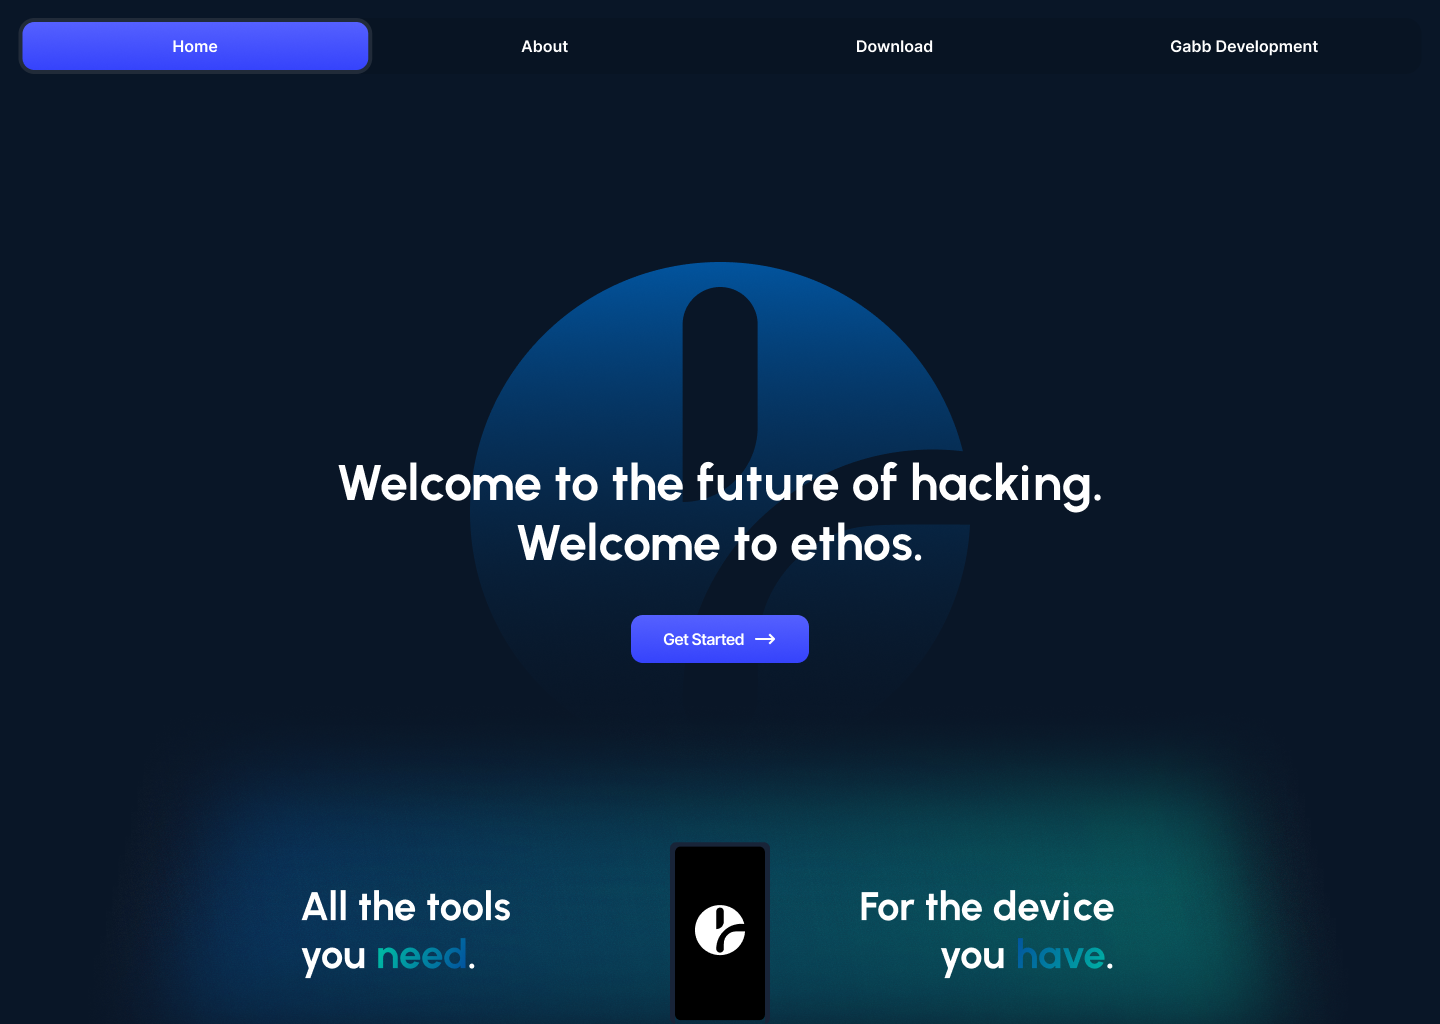 Home
About
Download
Gabb Development
Welcome to the future of hacking.
Welcome to ethos.
Get Started
All the tools
you need.
For the device
you have.